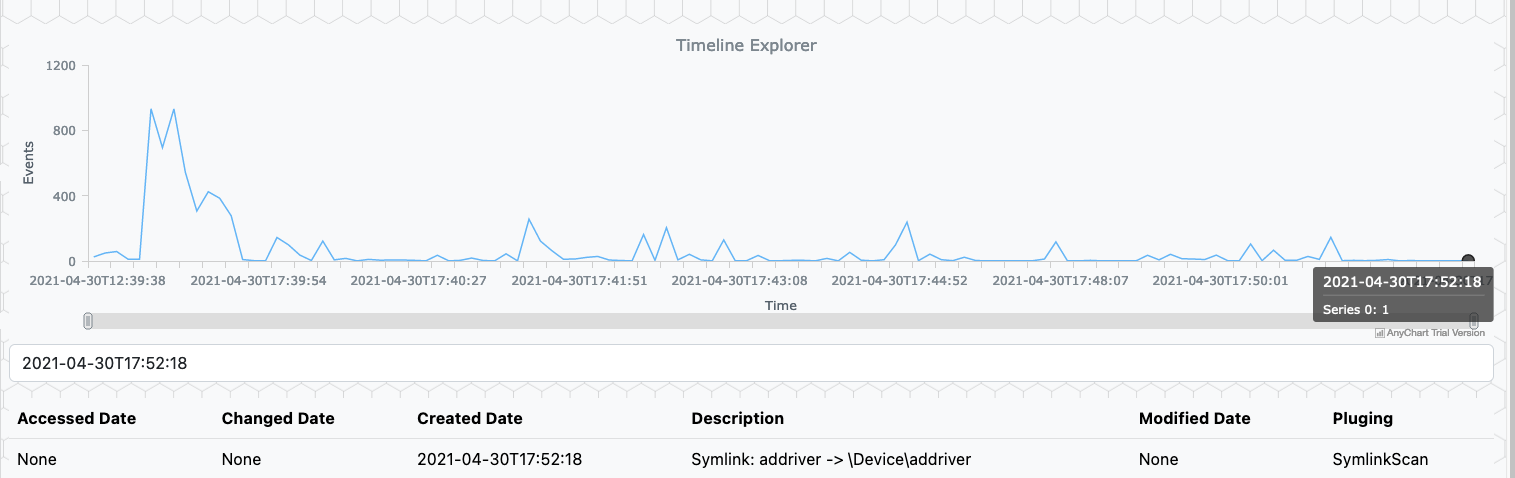 Timeline Explorer
1200
800
400
0
Events
2021-04-30T12:39:38 2021-04-30T17:39:54 2021-04-30T17:40:27 2021-04-30T17:41:51 2021-04-30T17:43:08 2021-04-30T17:44:52 2021-04-30T17:48:07 2021-04-30T17:50:01
2021-04-30T17:52:18
Series 0: 1
Time
AnyChart Trial Version
2021-04-30T17:52:18
Accessed Date Changed Date Created Date Description Modified Date Pluging
None None 2021-04-30T17:52:18 Symlink: addriver -> \Device\addriver None SymlinkScan